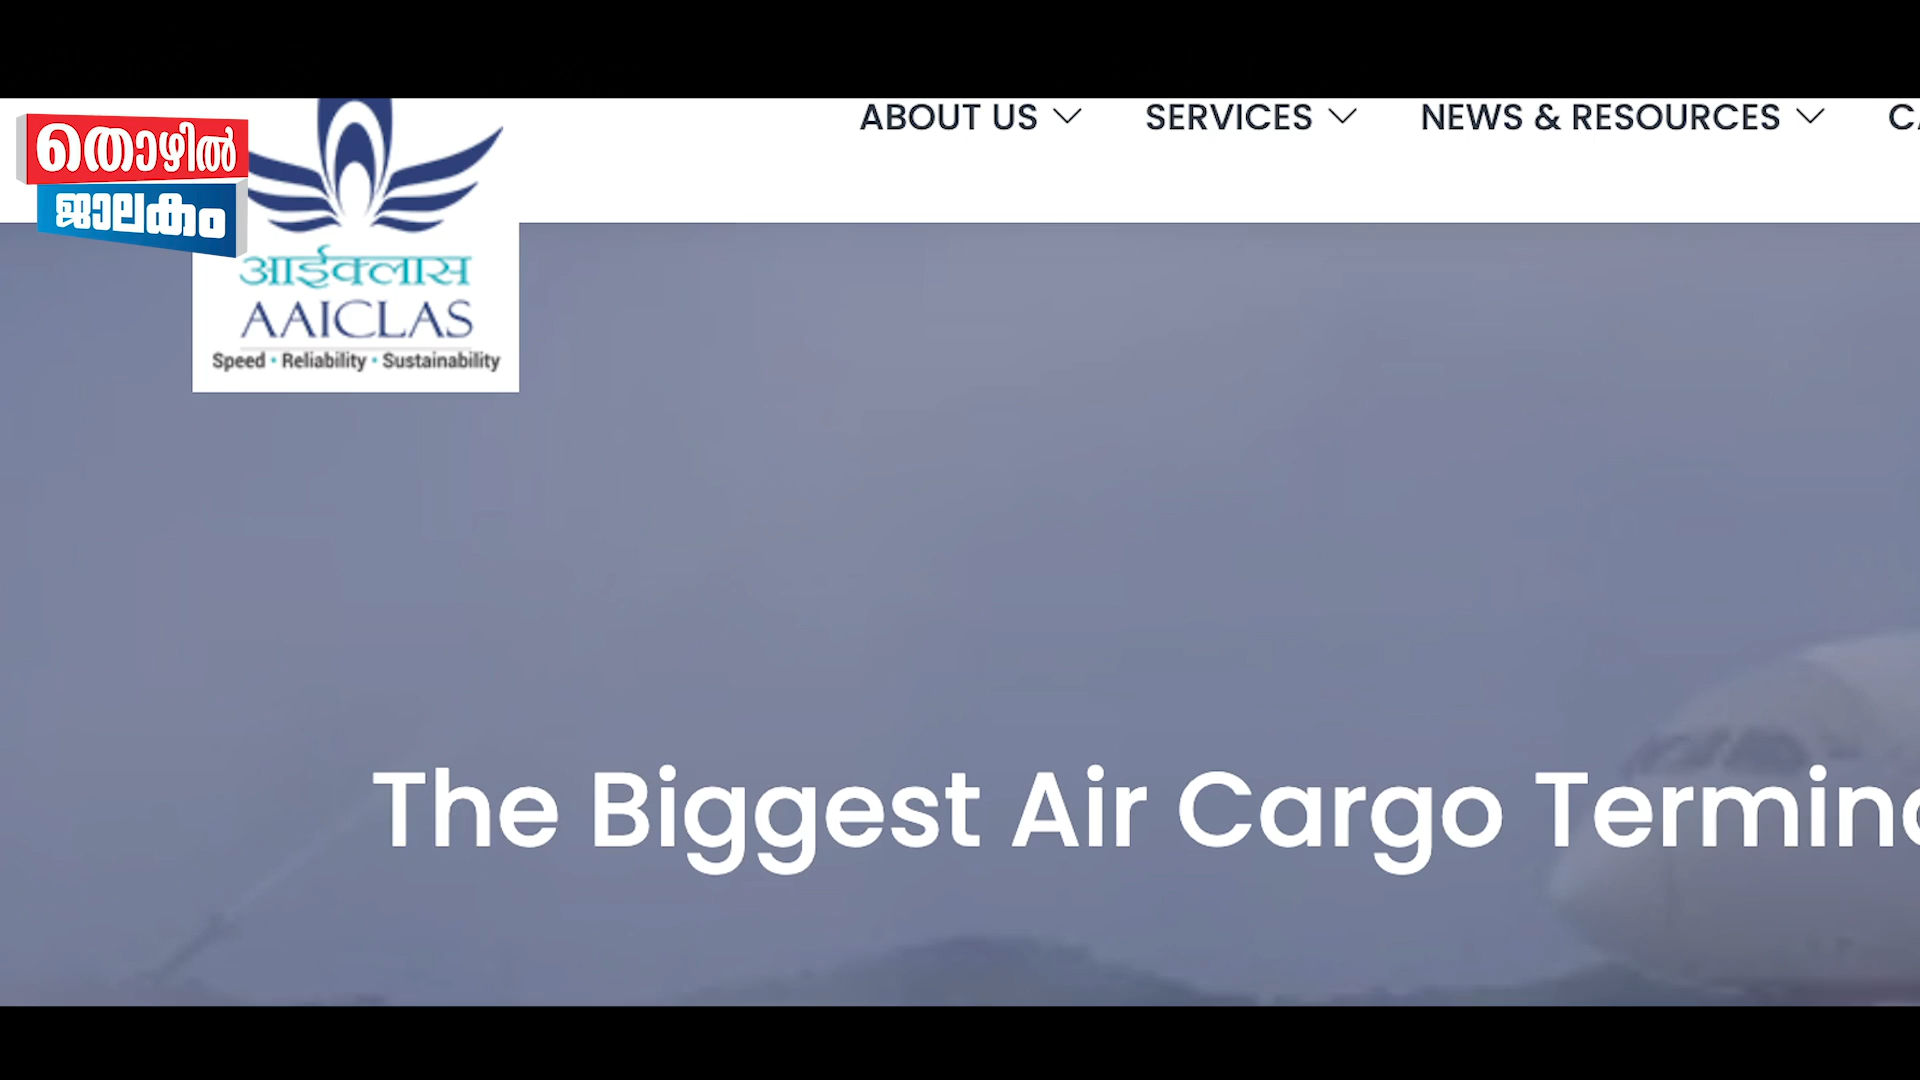 ABOUT US
SERVICES
NEWS & RESOURCES
തൊഴിൽ
ജാലകം
आईक्लास
AAICLAS
Speed • Reliability • Sustainability
The Biggest Air Cargo